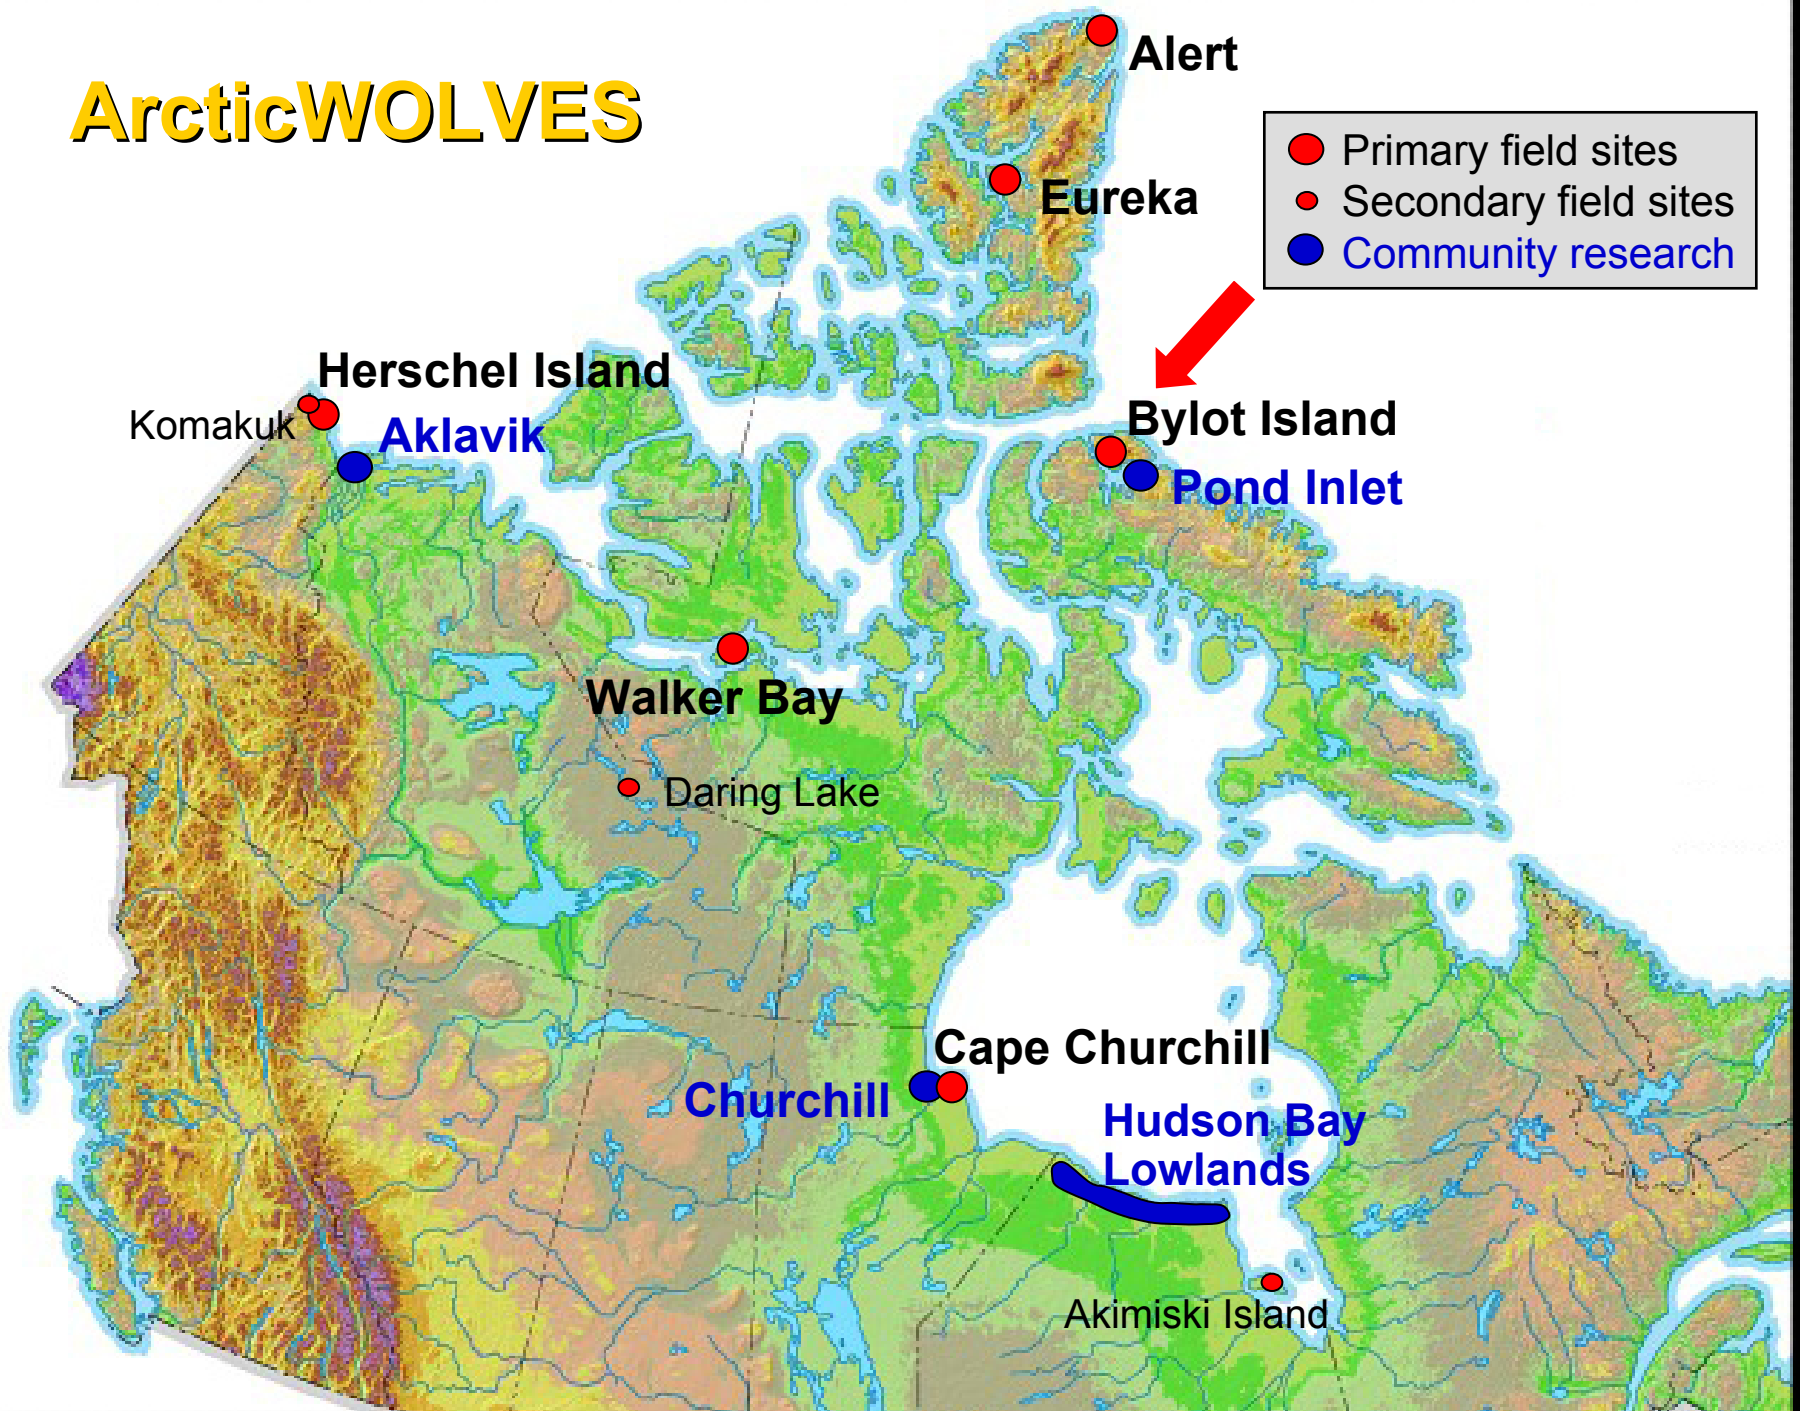 ArcticWOLVES
Alert
Primary field sites
Secondary field sites
Community research
Eureka
Herschel Island
Komakuk
Aklavik
Bylot Island
Pond Inlet
Walker Bay
Daring Lake
Cape Churchill
Churchill
Hudson Bay
Lowlands
Akimiski Island